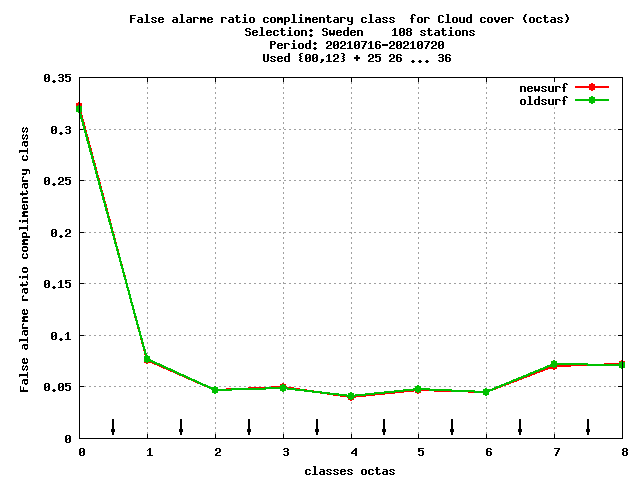 False alarme ratio complimentary class  for Cloud cover (octas)
Selection: Sweden    108 stations
Period: 20210716-20210720
Used {00,12} + 25 26 ... 36
newsurf
oldsurf
False alarme ratio complimentary class
0.35
0.3
0.25
0.2
0.15
0.1
0.05
0
0 1 2 3 4 5 6 7 8
classes octas